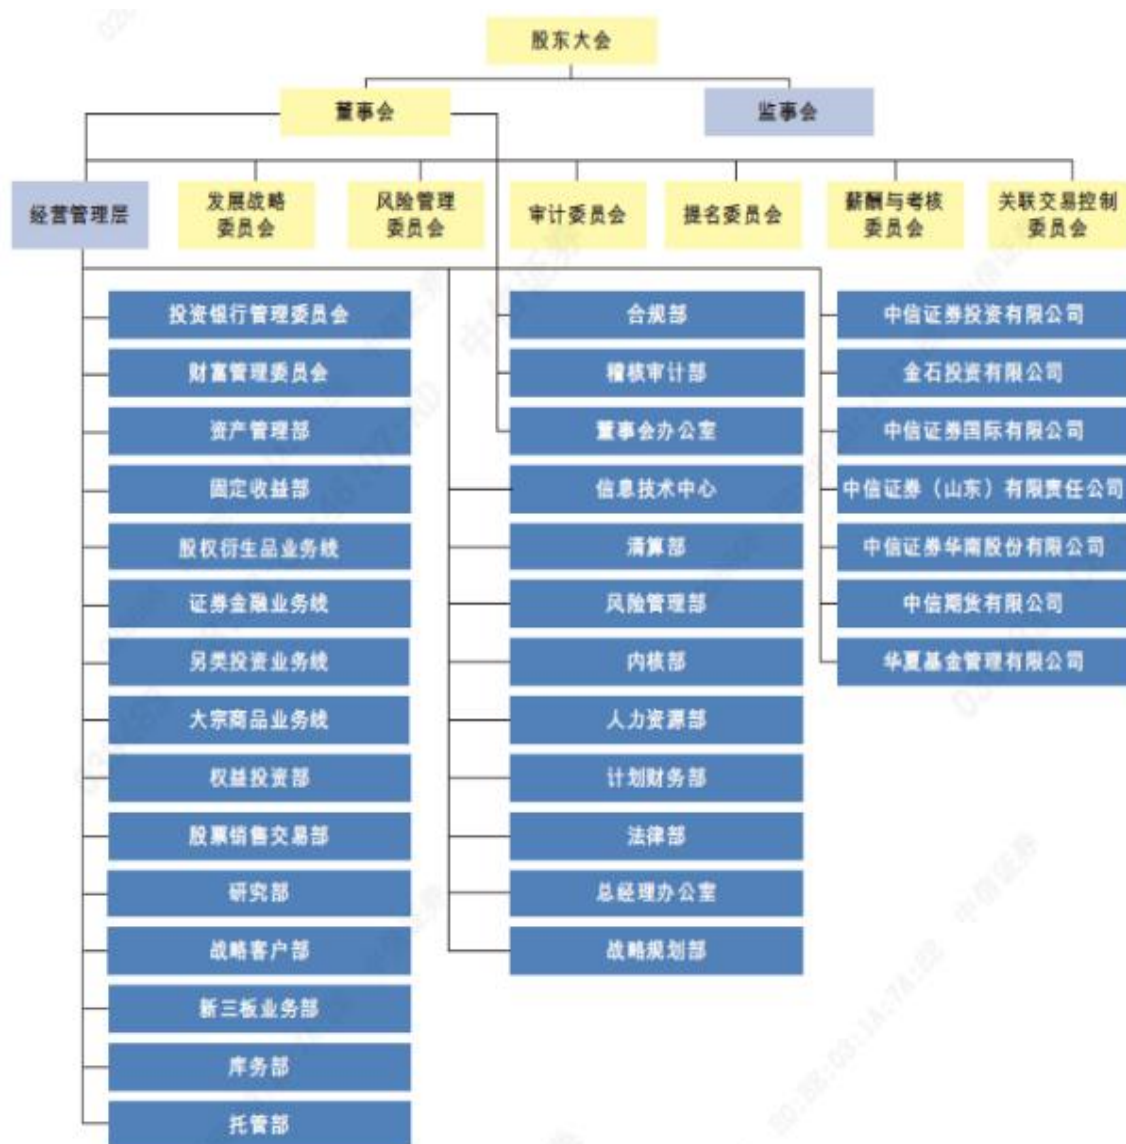 股东大会
董事会
监事会
经营管理层
发展战略
委员会
风险管理
委员会
审计委员会
提名委员会
薪酬与考核
委员会
关联交易控制
委员会
投资银行管理委员会
财富管理委员会
资产管理部
固定收益部
股权衍生品业务线
证券金融业务线
另类投资业务线
大宗商品业务线
权益投资部
股票销售交易部
研究部
战略客户部
新三板业务部
库务部
托管部
合规部
稽核审计部
董事会办公室
信息技术中心
清算部
风险管理部
内核部
人力资源部
计划财务部
法律部
总经理办公室
战略规划部
中信证券投资有限公司
金石投资有限公司
中信证券国际有限公司
中信证券（山东）有限责任公司
中信证券华南股份有限公司
中信期货有限公司
华夏基金管理有限公司
中信证券
中信证券